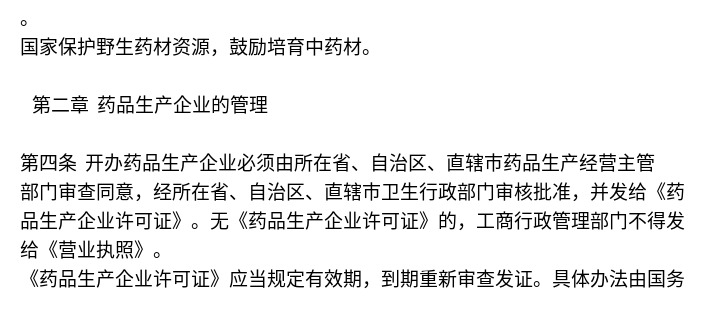 。
国家保护野生药材资源，鼓励培育中药材。
第二章 药品生产企业的管理
第四条 开办药品生产企业必须由所在省、自治区、直辖市药品生产经营主管
部门审查同意，经所在省、自治区、直辖市卫生行政部门审核批准，并发给《药
品生产企业许可证》。无《药品生产企业许可证》的，工商行政管理部门不得发
给《营业执照》。
《药品生产企业许可证》应当规定有效期，到期重新审查发证。具体办法由国务